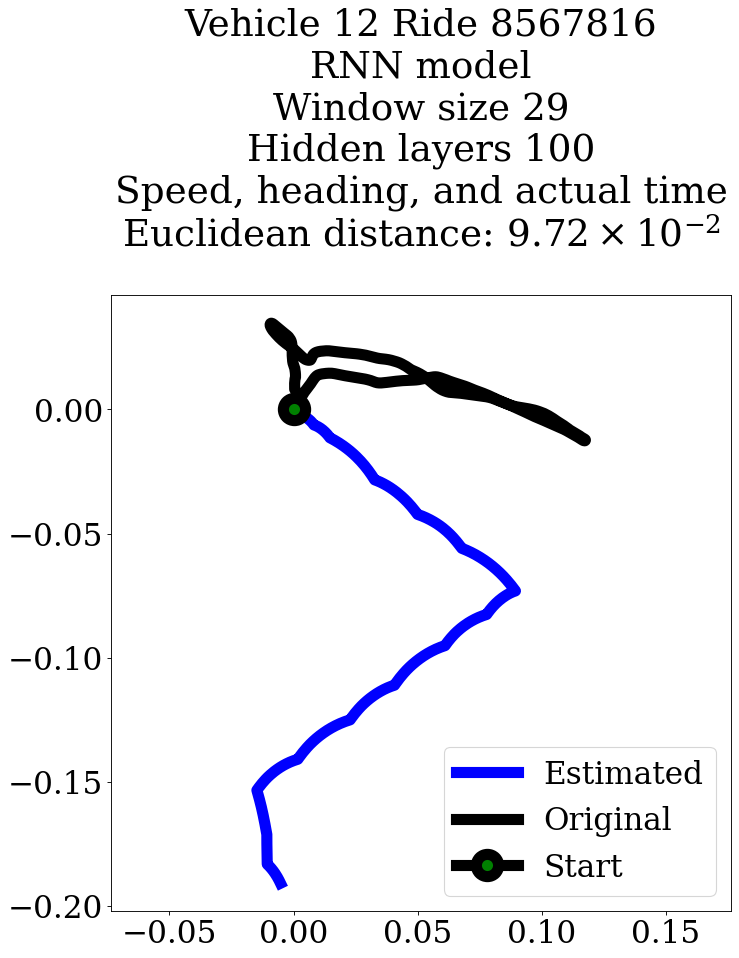 Vehicle 12 Ride 8567816
RNN model
Window size 29
Hidden layers 100
Speed, heading, and actual time
Euclidean distance: 9.72 × 10⁻²
0.00
−0.05
−0.10
−0.15
−0.20
−0.05 0.00 0.05 0.10 0.15
Estimated
Original
Start